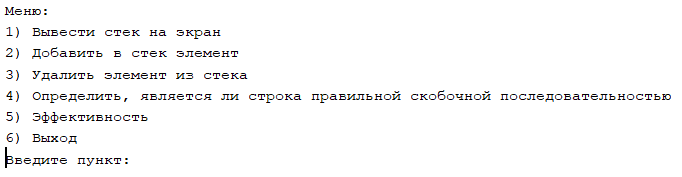 Меню:
1) Вывести стек на экран
2) Добавить в стек элемент
3) Удалить элемент из стека
4) Определить, является ли строка правильной скобочной последовательностью
5) Эффективность
6) Выход
Введите пункт: